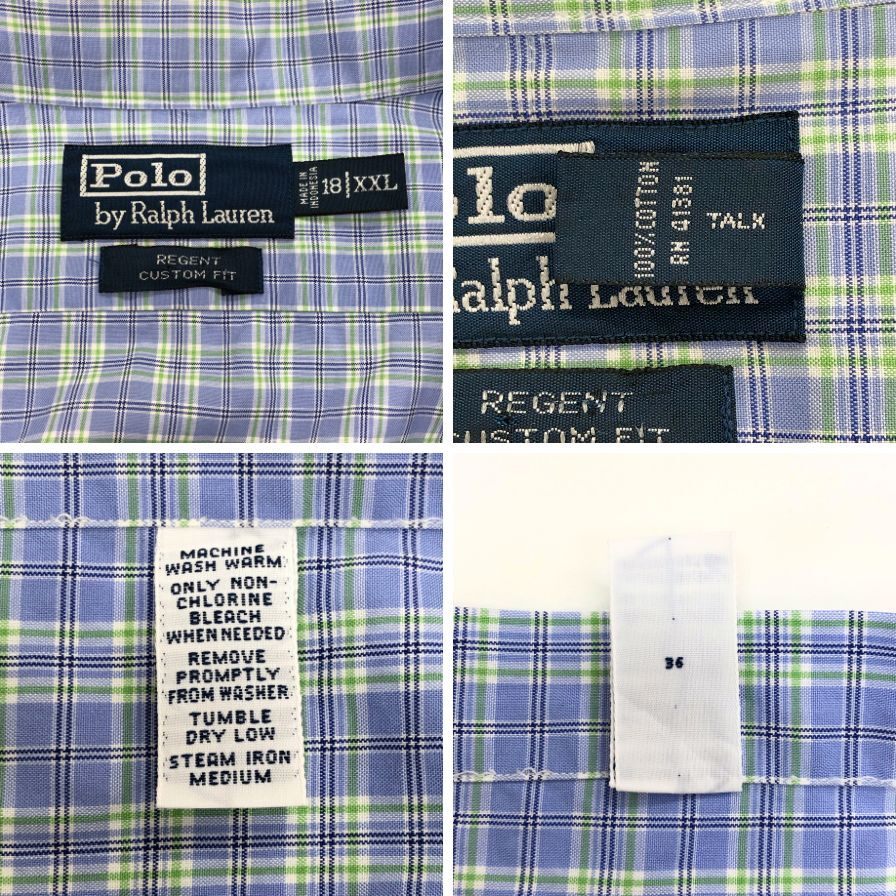 Polo
by Ralph Lauren
MADE IN
INDONESIA
18|XXL
REGENT
CUSTOM FIT
olo
Ralph Lauren
100% COTTON
RN 41381
TALK
REGENT
CUSTOM FIT
MACHINE
WASH WARM
ONLY NON-
CHLORINE
BLEACH
WHEN NEEDED
REMOVE
PROMPTLY
FROM WASHER
TUMBLE
DRY LOW
STEAM IRON
MEDIUM
36